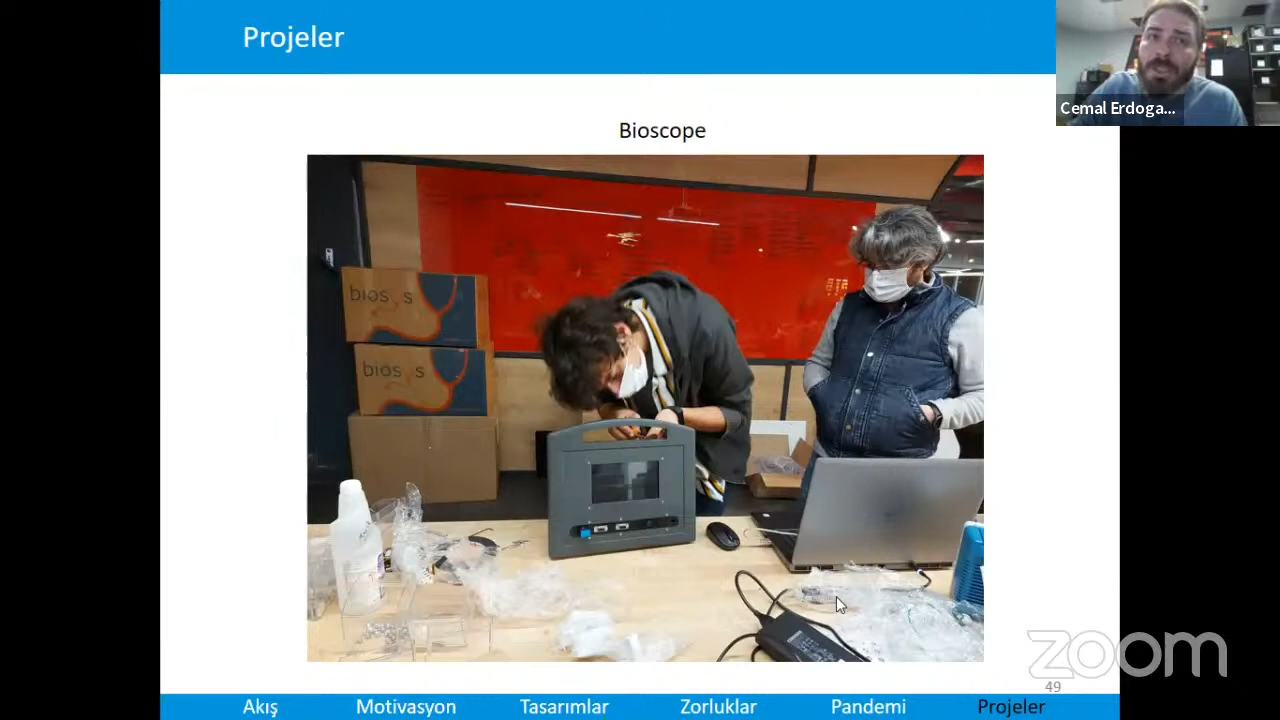 Projeler
Cemal Erdoga...
Bioscope
bios s
bios s
zoom
49
Akış
Motivasyon
Tasarımlar
Zorluklar
Pandemi
Projeler